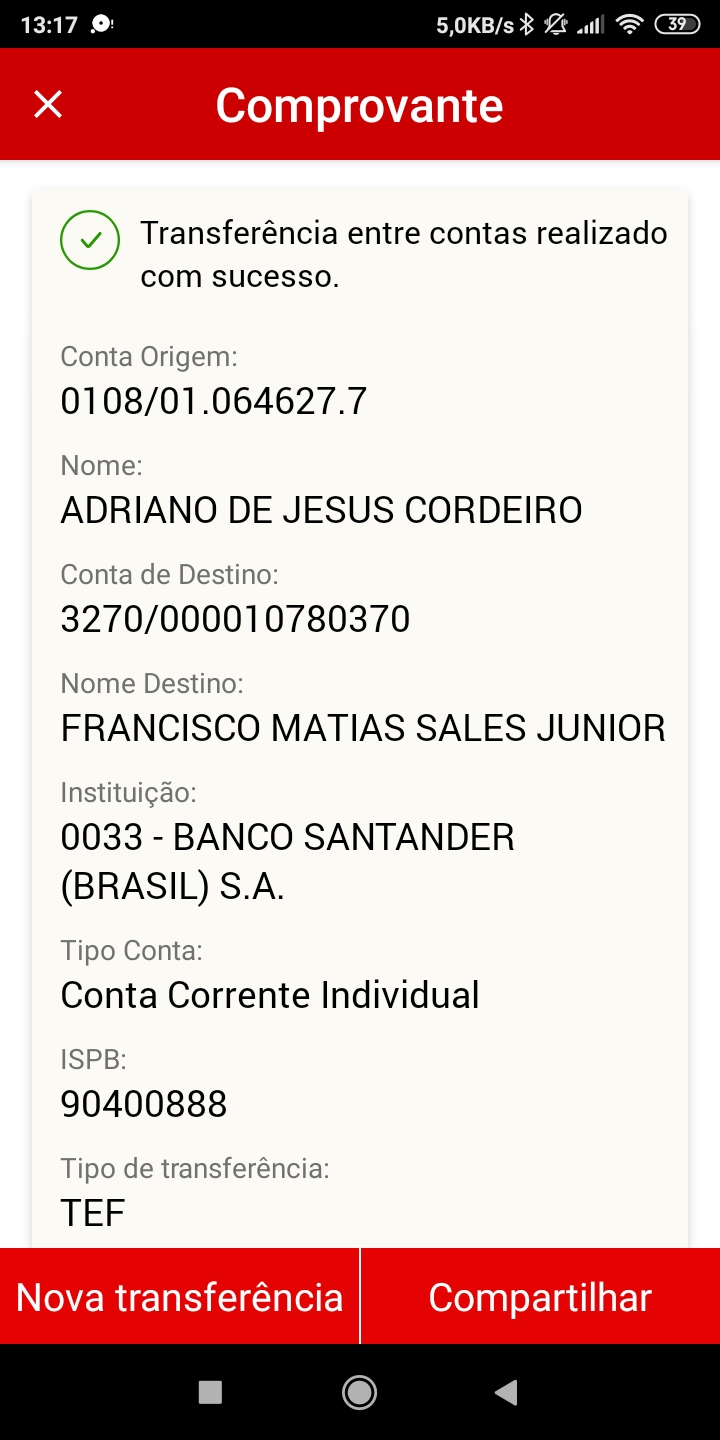 13:17 5,0KB/s 39
Comprovante
Transferência entre contas realizado
com sucesso.
Conta Origem:
0108/01.064627.7
Nome:
ADRIANO DE JESUS CORDEIRO
Conta de Destino:
3270/000010780370
Nome Destino:
FRANCISCO MATIAS SALES JUNIOR
Instituição:
0033 - BANCO SANTANDER
(BRASIL) S.A.
Tipo Conta:
Conta Corrente Individual
ISPB:
90400888
Tipo de transferência:
TEF
Nova transferência Compartilhar